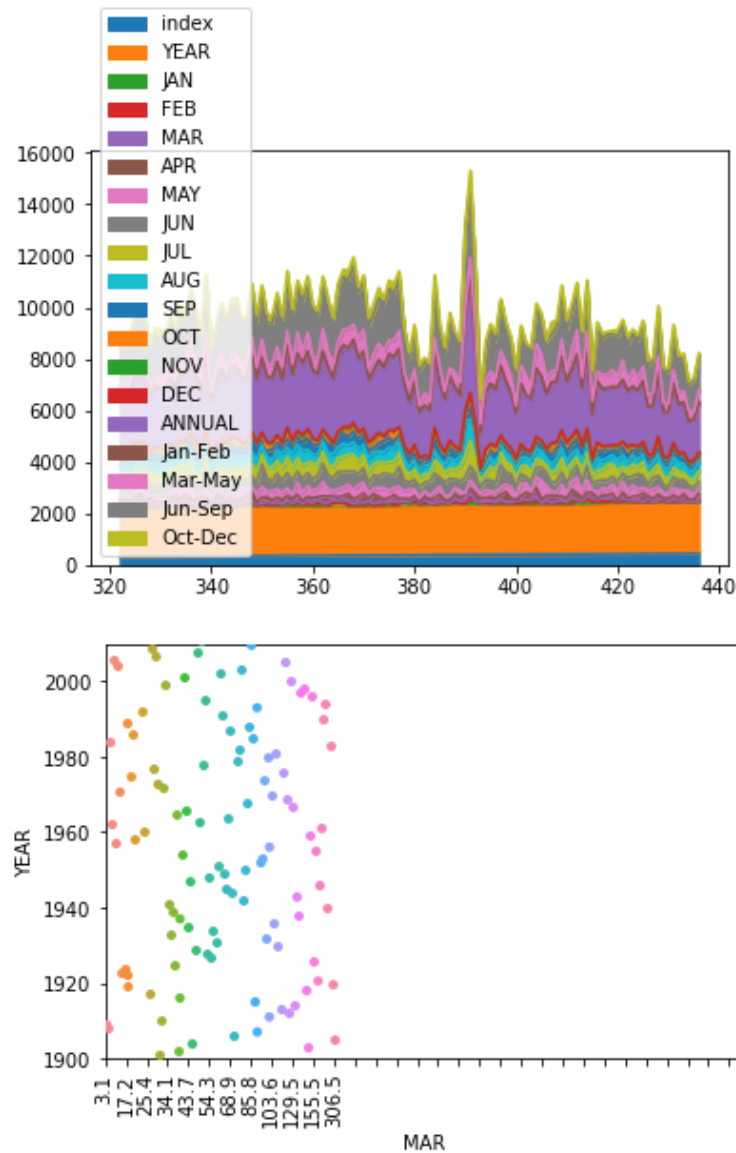 index
YEAR
JAN
FEB
MAR
APR
MAY
JUN
JUL
AUG
SEP
OCT
NOV
DEC
ANNUAL
Jan-Feb
Mar-May
Jun-Sep
Oct-Dec
16000
14000
12000
10000
8000
6000
4000
2000
0
320 340 360 380 400 420 440
2000
1980
1960
1940
1920
1900
YEAR
3.1 17.2 25.4 34.1 43.7 54.3 68.9 85.8 103.6 129.5 155.5 306.5
MAR